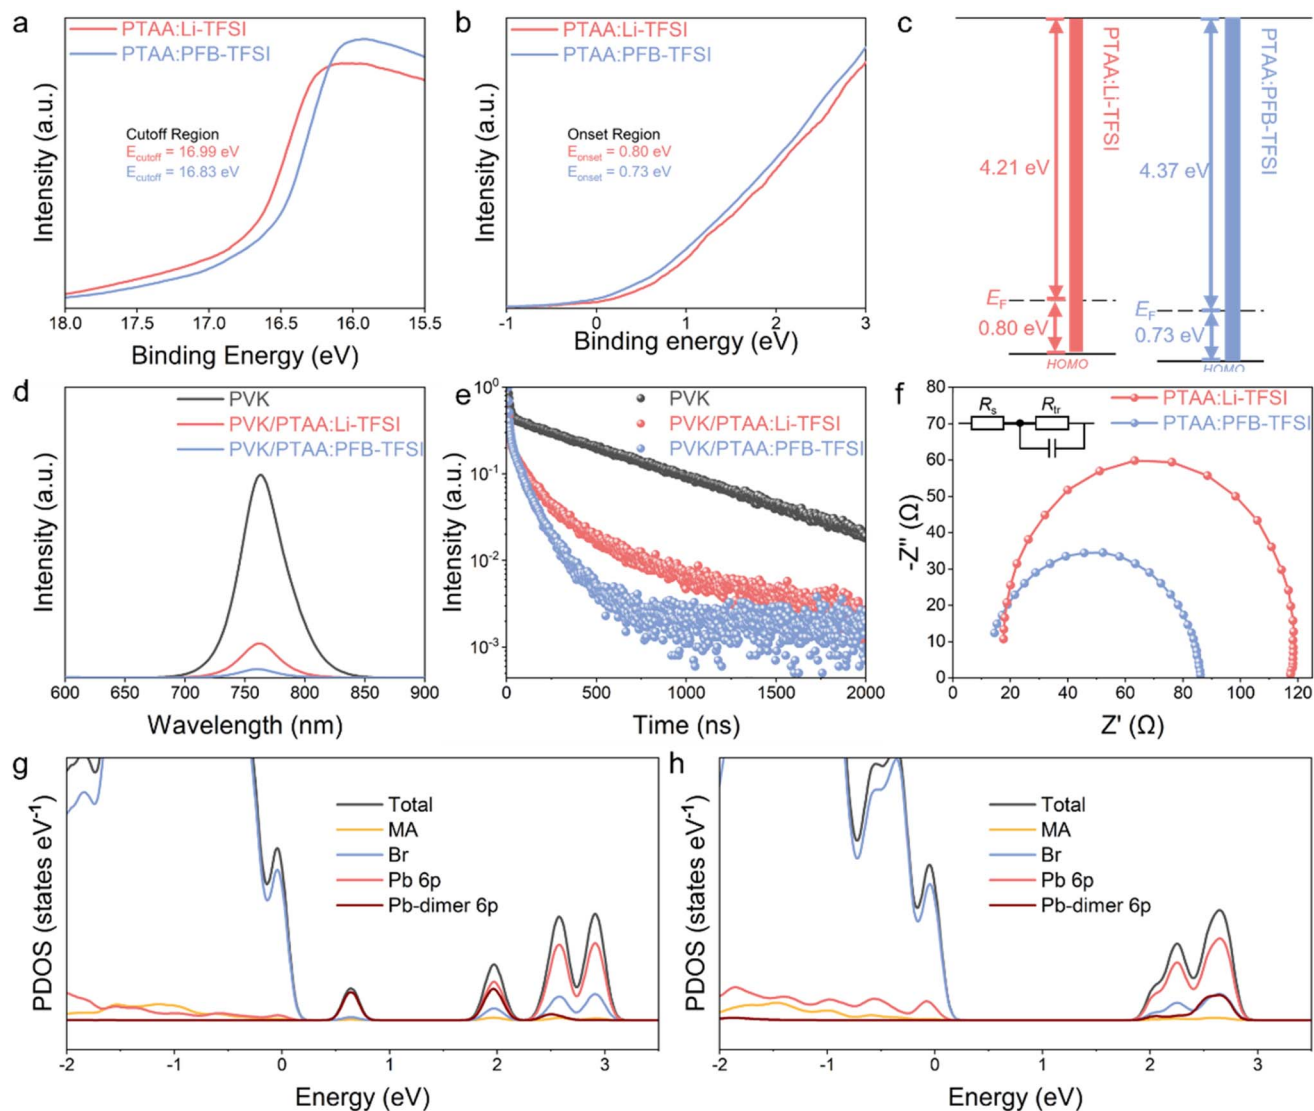 a
PTAA:Li-TFSI
PTAA:PFB-TFSI
Cutoff Region
Ecutoff = 16.99 eV
Ecutoff = 16.83 eV
Intensity (a.u.)
18.0 17.5 17.0 16.5 16.0 15.5
Binding Energy (eV)
b
PTAA:Li-TFSI
PTAA:PFB-TFSI
Onset Region
Eonset = 0.80 eV
Eonset = 0.73 eV
Intensity (a.u.)
-1 0 1 2 3
Binding energy (eV)
c
PTAA:Li-TFSI
4.21 eV
EF
0.80 eV
HOMO
PTAA:PFB-TFSI
4.37 eV
EF
0.73 eV
HOMO
d
PVK
PVK/PTAA:Li-TFSI
PVK/PTAA:PFB-TFSI
Intensity (a.u.)
600 650 700 750 800 850 900
Wavelength (nm)
e
PVK
PVK/PTAA:Li-TFSI
PVK/PTAA:PFB-TFSI
10⁰
10⁻¹
10⁻²
10⁻³
Intensity (a.u.)
0 500 1000 1500 2000
Time (ns)
f
PTAA:Li-TFSI
PTAA:PFB-TFSI
Rs
Rtr
80
70
60
50
40
30
20
10
0
-Z'' (Ω)
0 20 40 60 80 100 120
Z' (Ω)
g
Total
MA
Br
Pb 6p
Pb-dimer 6p
PDOS (states eV⁻¹)
-2 -1 0 1 2 3
Energy (eV)
h
Total
MA
Br
Pb 6p
Pb-dimer 6p
PDOS (states eV⁻¹)
-2 -1 0 1 2 3
Energy (eV)